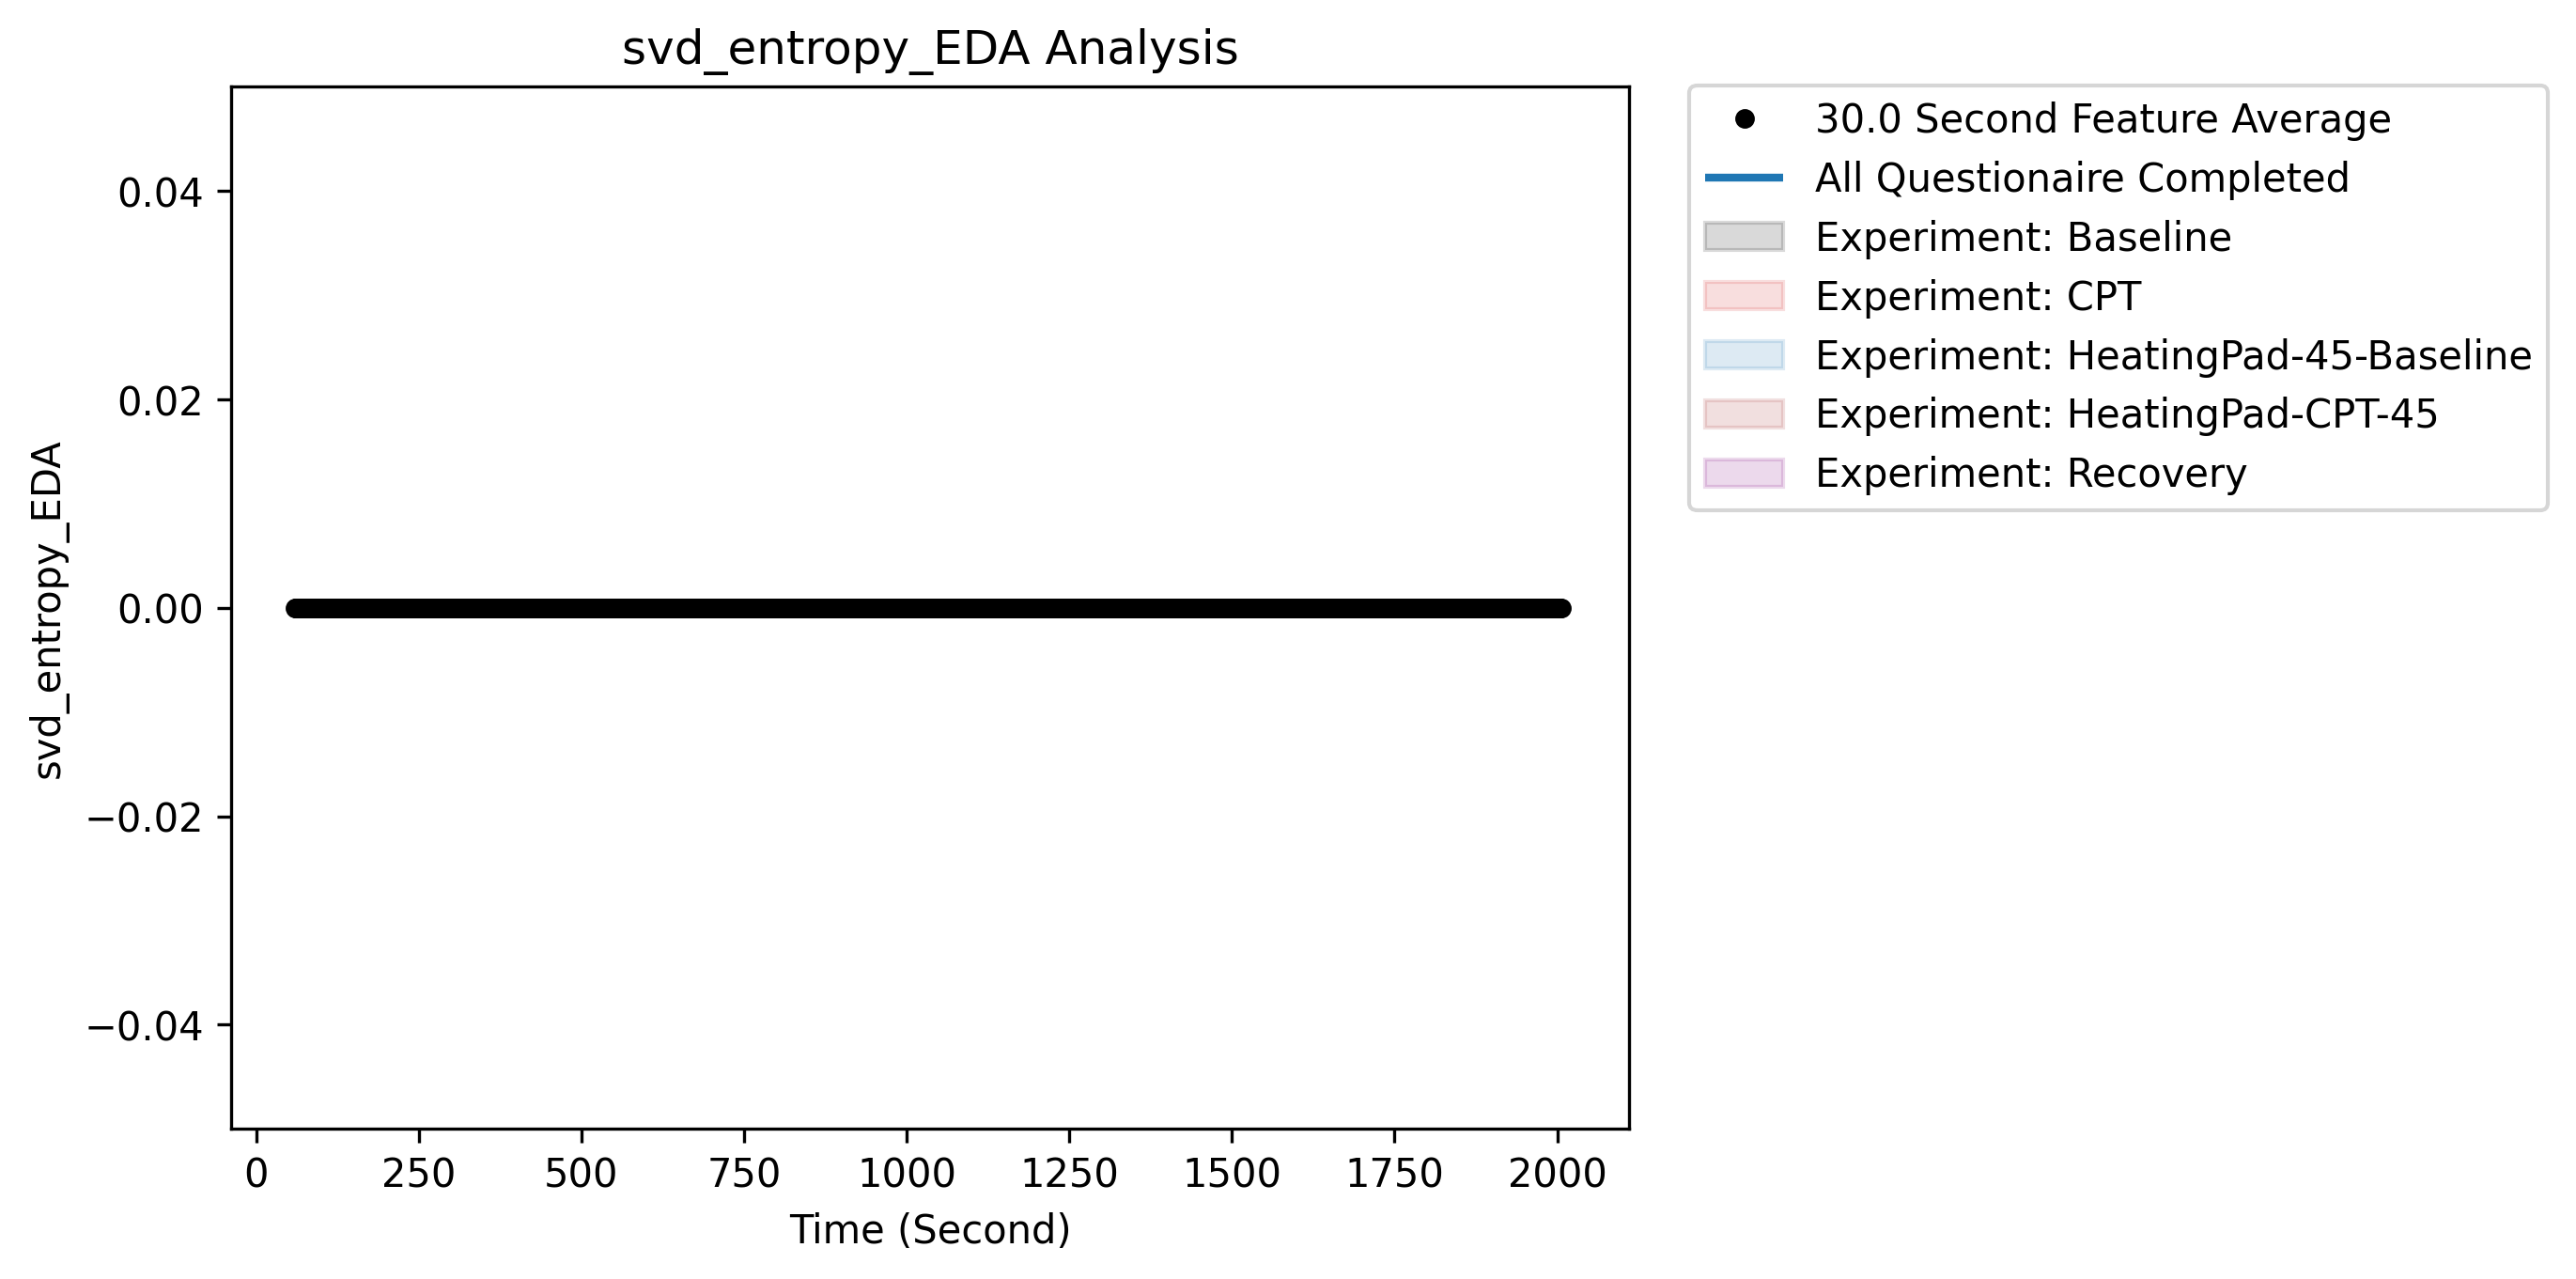 svd_entropy_EDA Analysis
30.0 Second Feature Average
All Questionaire Completed
Experiment: Baseline
Experiment: CPT
Experiment: HeatingPad-45-Baseline
Experiment: HeatingPad-CPT-45
Experiment: Recovery
svd_entropy_EDA
0.04
0.02
0.00
−0.02
−0.04
0 250 500 750 1000 1250 1500 1750 2000
Time (Second)